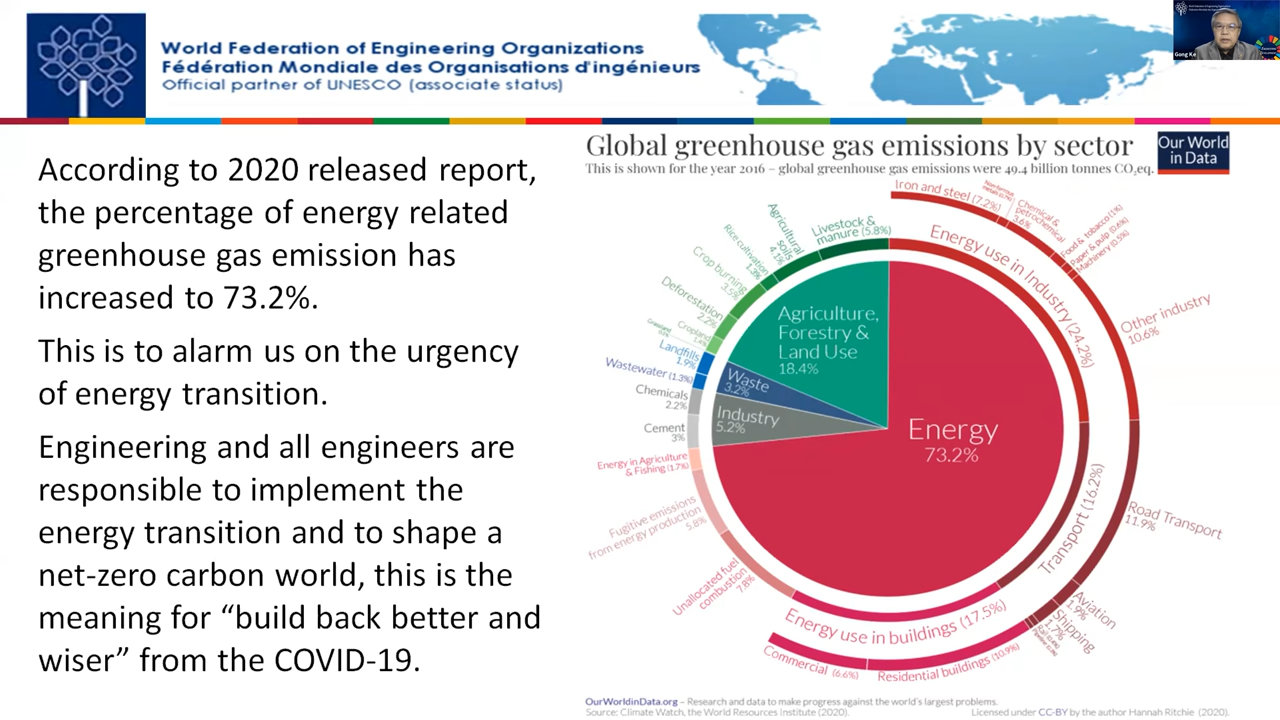 World Federation of Engineering Organizations
Fédération Mondiale des Organisations d'ingénieurs
Official partner of UNESCO (associate status)
Gong Ke
According to 2020 released report,
the percentage of energy related
greenhouse gas emission has
increased to 73.2%.
This is to alarm us on the urgency
of energy transition.
Engineering and all engineers are
responsible to implement the
energy transition and to shape a
net-zero carbon world, this is the
meaning for “build back better and
wiser” from the COVID-19.
Global greenhouse gas emissions by sector
This is shown for the year 2016 – global greenhouse gas emissions were 49.4 billion tonnes CO₂eq.
Our World
in Data
Iron and steel (7.2%)
Non-ferrous
metals (0.7%)
Chemical &
petrochemical
3.6%
Food & tobacco (1%)
Paper & pulp (0.6%)
Machinery (0.5%)
Other industry
10.6%
Energy use in Industry (24.2%)
Road Transport
11.9%
Transport (16.2%)
Aviation
1.9%
Shipping
1.7%
Energy use in buildings (17.5%)
Residential buildings (10.9%)
Commercial (6.6%)
Unallocated fuel
combustion
7.8%
Fugitive emissions
from energy production
5.8%
Energy in Agriculture
& Fishing (1.7%)
Cement
3%
Chemicals
2.2%
Wastewater (1.3%)
Landfills
1.9%
Cropland
1.4%
Deforestation
2.2%
Crop burning
3.5%
Rice cultivation
1.3%
Agricultural
soils
4.1%
Livestock &
manure (5.8%)
Agriculture,
Forestry &
Land Use
18.4%
Waste
3.2%
Industry
5.2%
Energy
73.2%
OurWorldinData.org – Research and data to make progress against the world's largest problems.
Source: Climate Watch, the World Resources Institute (2020).
Licensed under CC-BY by the author Hannah Ritchie (2020).